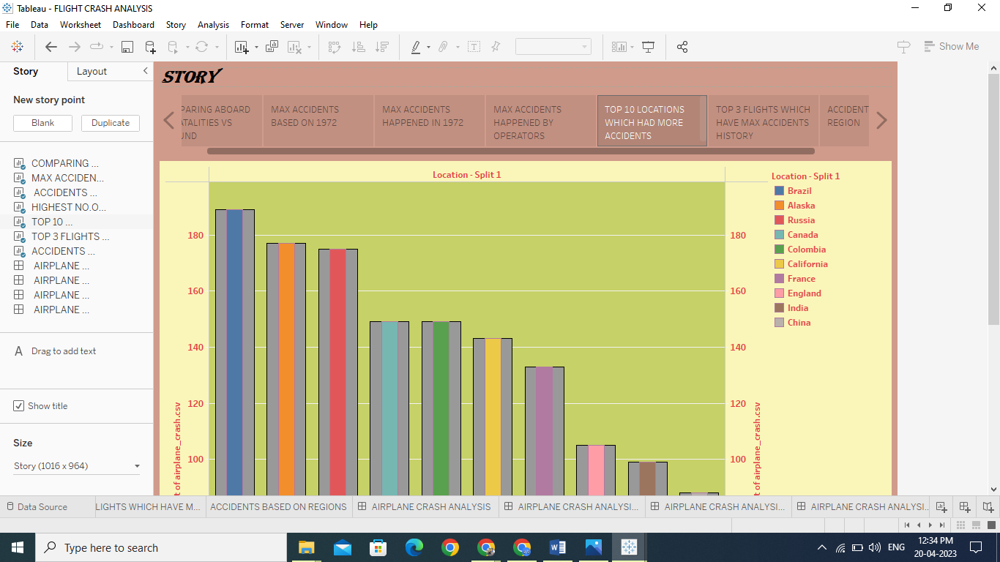 Tableau - FLIGHT CRASH ANALYSIS
File Data Worksheet Dashboard Story Analysis Format Server Window Help
Show Me
Story Layout
New story point
Blank Duplicate
COMPARING ...
MAX ACCIDEN...
ACCIDENTS ...
HIGHEST NO.O...
TOP 10 ...
TOP 3 FLIGHTS ...
ACCIDENTS ...
AIRPLANE ...
AIRPLANE ...
AIRPLANE ...
AIRPLANE ...
A Drag to add text
Show title
Size
Story (1016 x 964)
STORY
PARING ABOARD
ATALITIES VS
UND
MAX ACCIDENTS
BASED ON 1972
MAX ACCIDENTS
HAPPENED IN 1972
MAX ACCIDENTS
HAPPENED BY
OPERATORS
TOP 10 LOCATIONS
WHICH HAD MORE
ACCIDENTS
TOP 3 FLIGHTS WHICH
HAVE MAX ACCIDENTS
HISTORY
ACCIDENT
REGION
Location - Split 1
180
160
140
120
100
t of airplane_crash.csv
180
160
140
120
100
t of airplane_crash.csv
Location - Split 1
Brazil
Alaska
Russia
Canada
Colombia
California
France
England
India
China
Data Source LIGHTS WHICH HAVE M... ACCIDENTS BASED ON REGIONS AIRPLANE CRASH ANALYSIS AIRPLANE CRASH ANALYSIS... AIRPLANE CRASH ANALYSI... AIRPLANE CRASH ANALYSI...
Type here to search
ENG
12:34 PM
20-04-2023